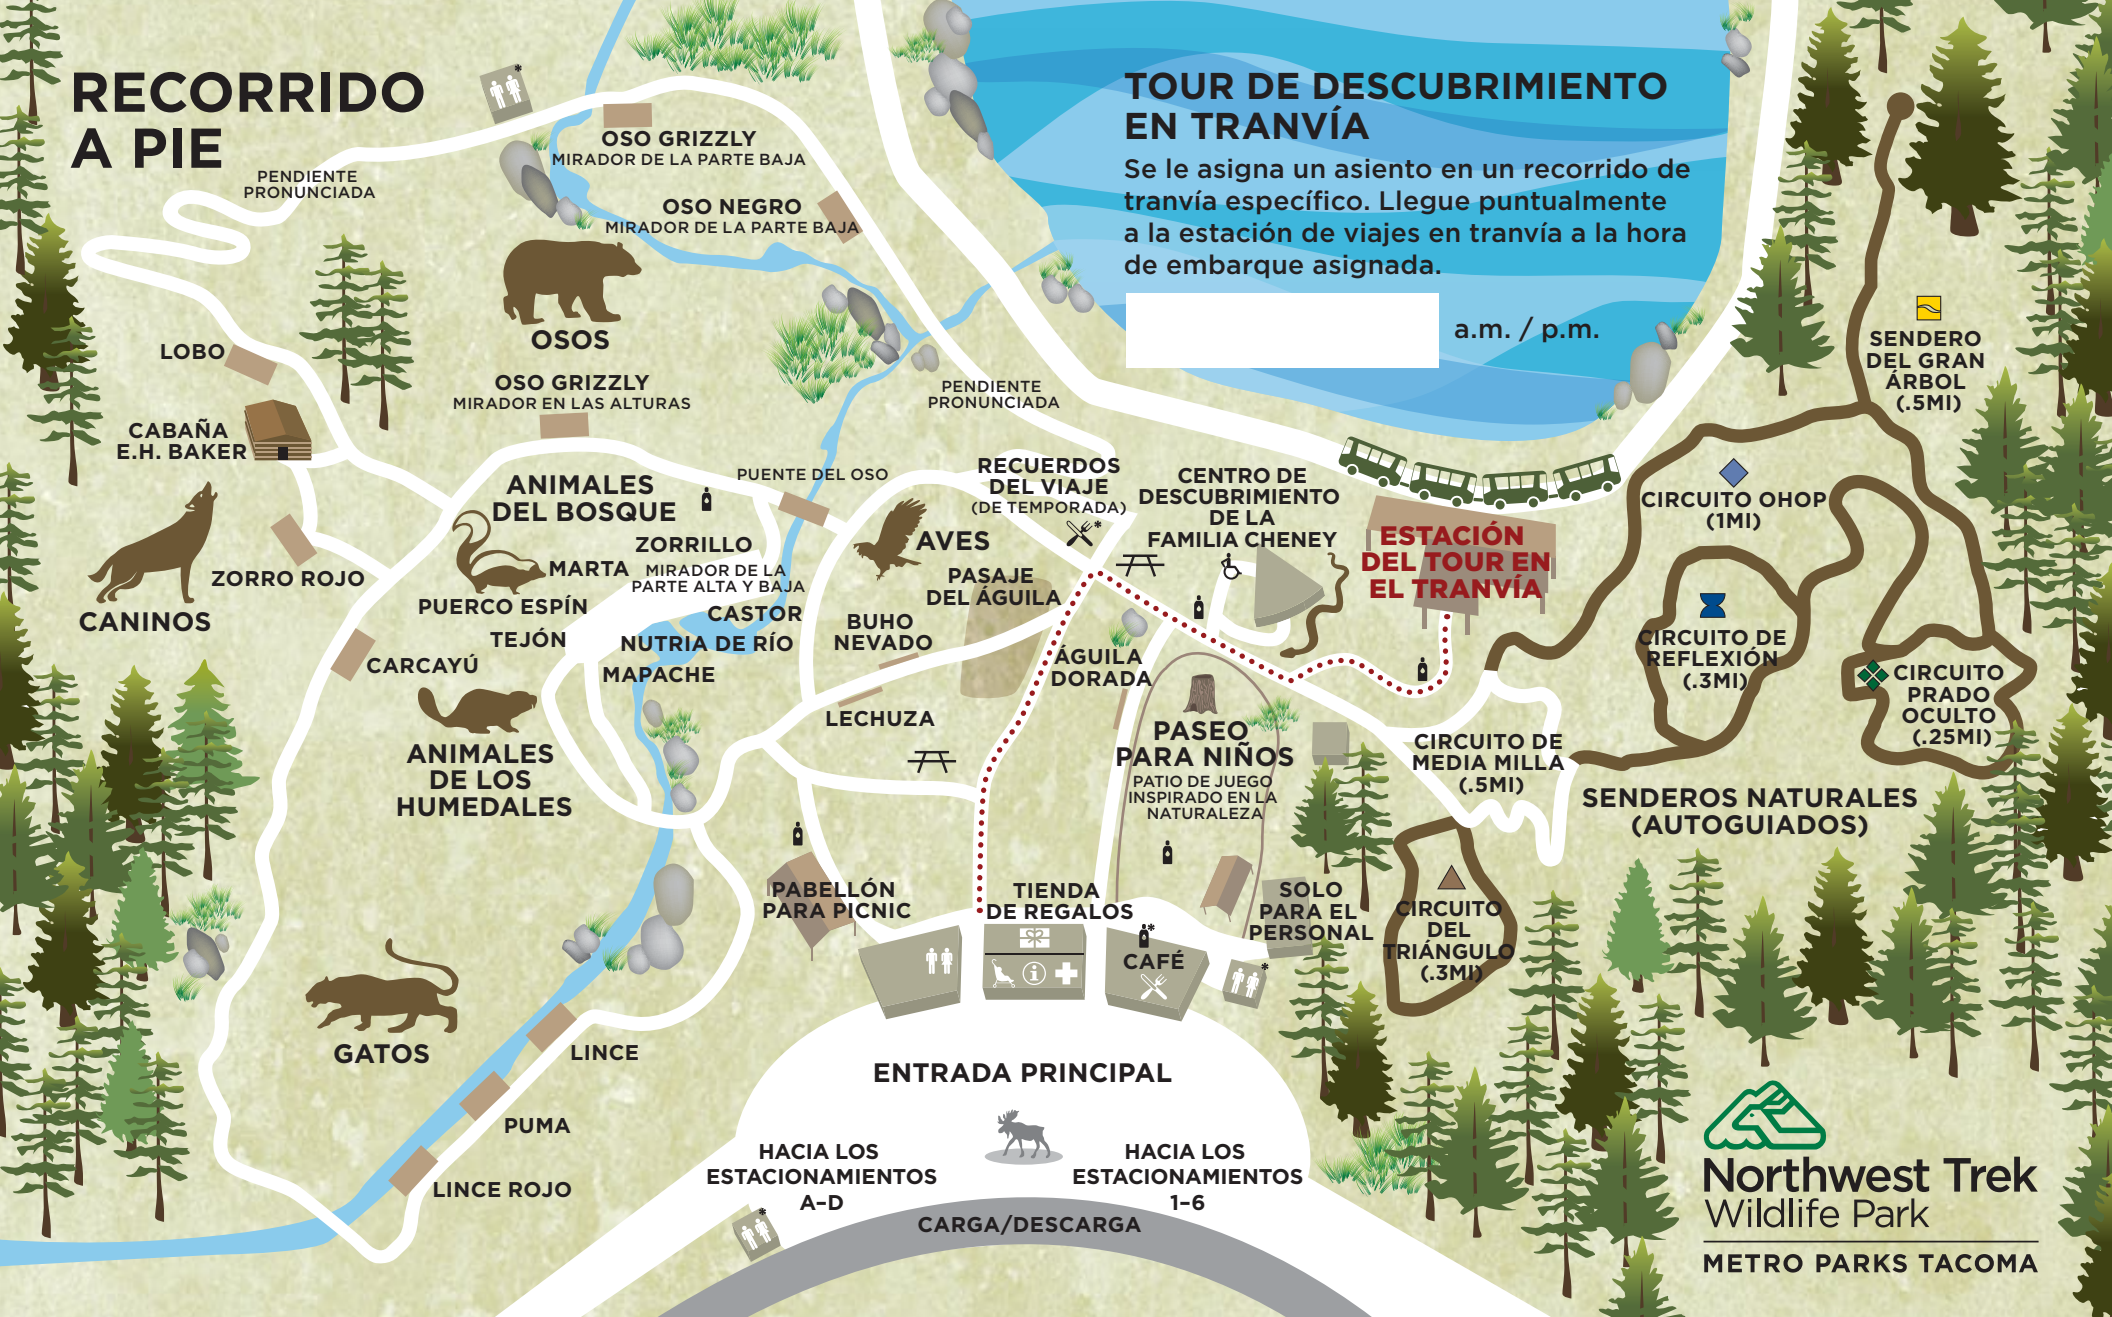 RECORRIDO
A PIE
PENDIENTE
PRONUNCIADA
OSO GRIZZLY
MIRADOR DE LA PARTE BAJA
OSO NEGRO
MIRADOR DE LA PARTE BAJA
OSOS
OSO GRIZZLY
MIRADOR EN LAS ALTURAS
LOBO
CABAÑA
E.H. BAKER
CANINOS
ZORRO ROJO
TOUR DE DESCUBRIMIENTO
EN TRANVÍA
Se le asigna un asiento en un recorrido de
tranvía específico. Llegue puntualmente
a la estación de viajes en tranvía a la hora
de embarque asignada.
a.m. / p.m.
PENDIENTE
PRONUNCIADA
PUENTE DEL OSO
ANIMALES
DEL BOSQUE
ZORRILLO
MIRADOR DE LA
PARTE ALTA Y BAJA
MARTA
PUERCO ESPÍN
TEJÓN
CASTOR
NUTRIA DE RÍO
MAPACHE
CARCAYÚ
ANIMALES
DE LOS
HUMEDALES
RECUERDOS
DEL VIAJE
(DE TEMPORADA)
*
AVES
PASAJE
DEL ÁGUILA
BUHO
NEVADO
LECHUZA
ÁGUILA
DORADA
CENTRO DE
DESCUBRIMIENTO
DE LA
FAMILIA CHENEY
ESTACIÓN
DEL TOUR EN
EL TRANVÍA
PASEO
PARA NIÑOS
PATIO DE JUEGO
INSPIRADO EN LA
NATURALEZA
SENDERO
DEL GRAN
ÁRBOL
(.5MI)
CIRCUITO OHOP
(1MI)
CIRCUITO DE
REFLEXIÓN
(.3MI)
CIRCUITO
PRADO
OCULTO
(.25MI)
CIRCUITO DE
MEDIA MILLA
(.5MI)
SENDEROS NATURALES
(AUTOGUIADOS)
CIRCUITO
DEL
TRIÁNGULO
(.3MI)
PABELLÓN
PARA PICNIC
TIENDA
DE REGALOS
CAFÉ
SOLO
PARA EL
PERSONAL
GATOS
LINCE
PUMA
LINCE ROJO
ENTRADA PRINCIPAL
HACIA LOS
ESTACIONAMIENTOS
A–D
HACIA LOS
ESTACIONAMIENTOS
1–6
CARGA/DESCARGA
Northwest Trek
Wildlife Park
METRO PARKS TACOMA